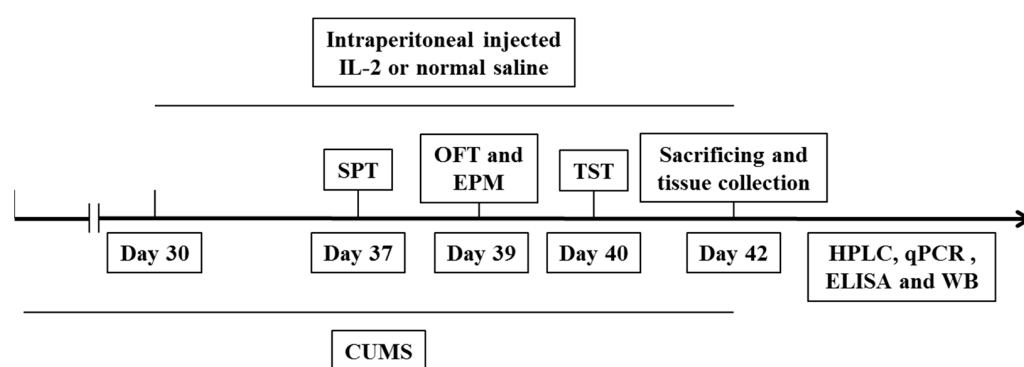 Intraperitoneal injected
IL-2 or normal saline
SPT
OFT and
EPM
TST
Sacrificing and
tissue collection
Day 30
Day 37
Day 39
Day 40
Day 42
HPLC, qPCR ,
ELISA and WB
CUMS